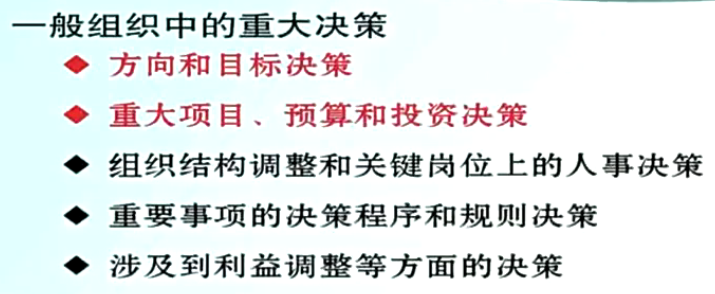 一般组织中的重大决策
◆ 方向和目标决策
◆ 重大项目、预算和投资决策
◆ 组织结构调整和关键岗位上的人事决策
◆ 重要事项的决策程序和规则决策
◆ 涉及到利益调整等方面的决策